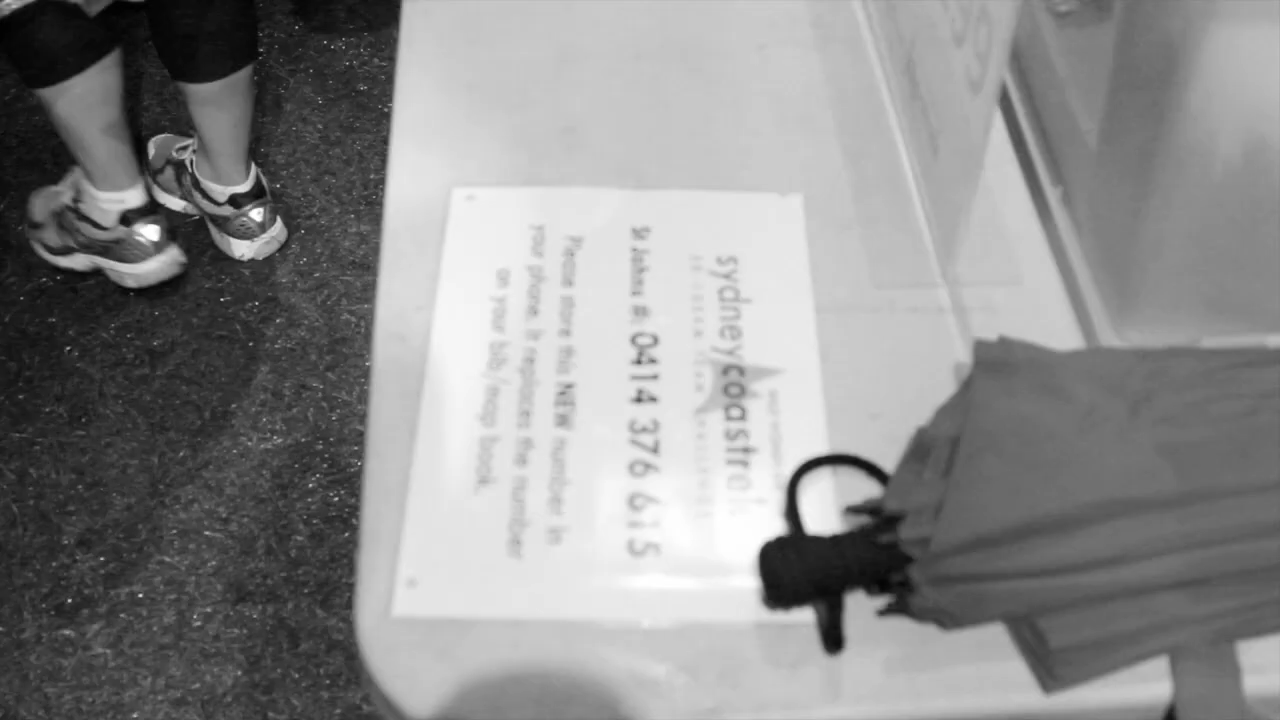 sydneycoastrek
St Johns #: 0414 376 615
Please store this NEW number in
your phone. It replaces the number
on your bib/map book.